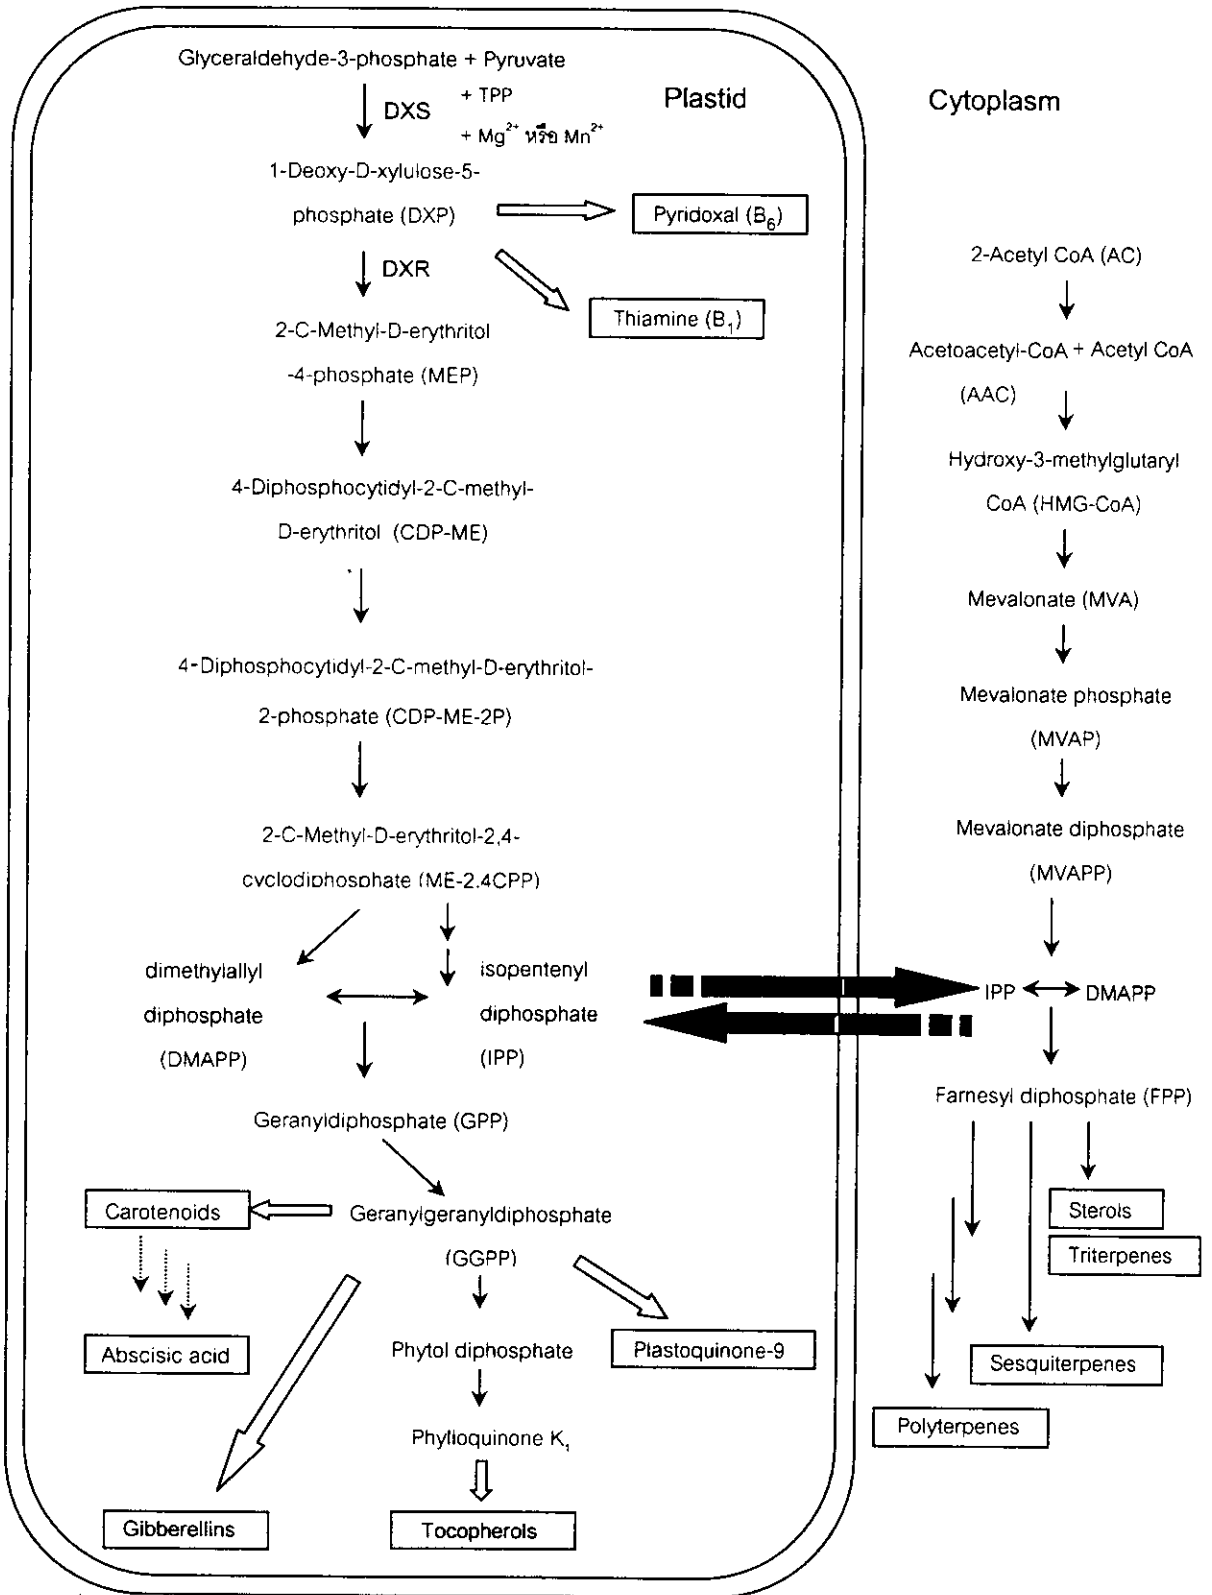 Glyceraldehyde-3-phosphate + Pyruvate
DXS
+ TPP
+ Mg²⁺ หรือ Mn²⁺
1-Deoxy-D-xylulose-5-
phosphate (DXP)
Pyridoxal (B₆)
DXR
Thiamine (B₁)
2-C-Methyl-D-erythritol
-4-phosphate (MEP)
4-Diphosphocytidyl-2-C-methyl-
D-erythritol (CDP-ME)
4-Diphosphocytidyl-2-C-methyl-D-erythritol-
2-phosphate (CDP-ME-2P)
2-C-Methyl-D-erythritol-2,4-
cyclodiphosphate (ME-2,4CPP)
dimethylallyl
diphosphate
(DMAPP)
isopentenyl
diphosphate
(IPP)
Geranyldiphosphate (GPP)
Carotenoids
Geranylgeranyldiphosphate
(GGPP)
Abscisic acid
Phytol diphosphate
Plastoquinone-9
Phylloquinone K₁
Gibberellins
Tocopherols
Plastid
Cytoplasm
2-Acetyl CoA (AC)
Acetoacetyl-CoA + Acetyl CoA
(AAC)
Hydroxy-3-methylglutaryl
CoA (HMG-CoA)
Mevalonate (MVA)
Mevalonate phosphate
(MVAP)
Mevalonate diphosphate
(MVAPP)
IPP
DMAPP
Farnesyl diphosphate (FPP)
Sterols
Triterpenes
Sesquiterpenes
Polyterpenes